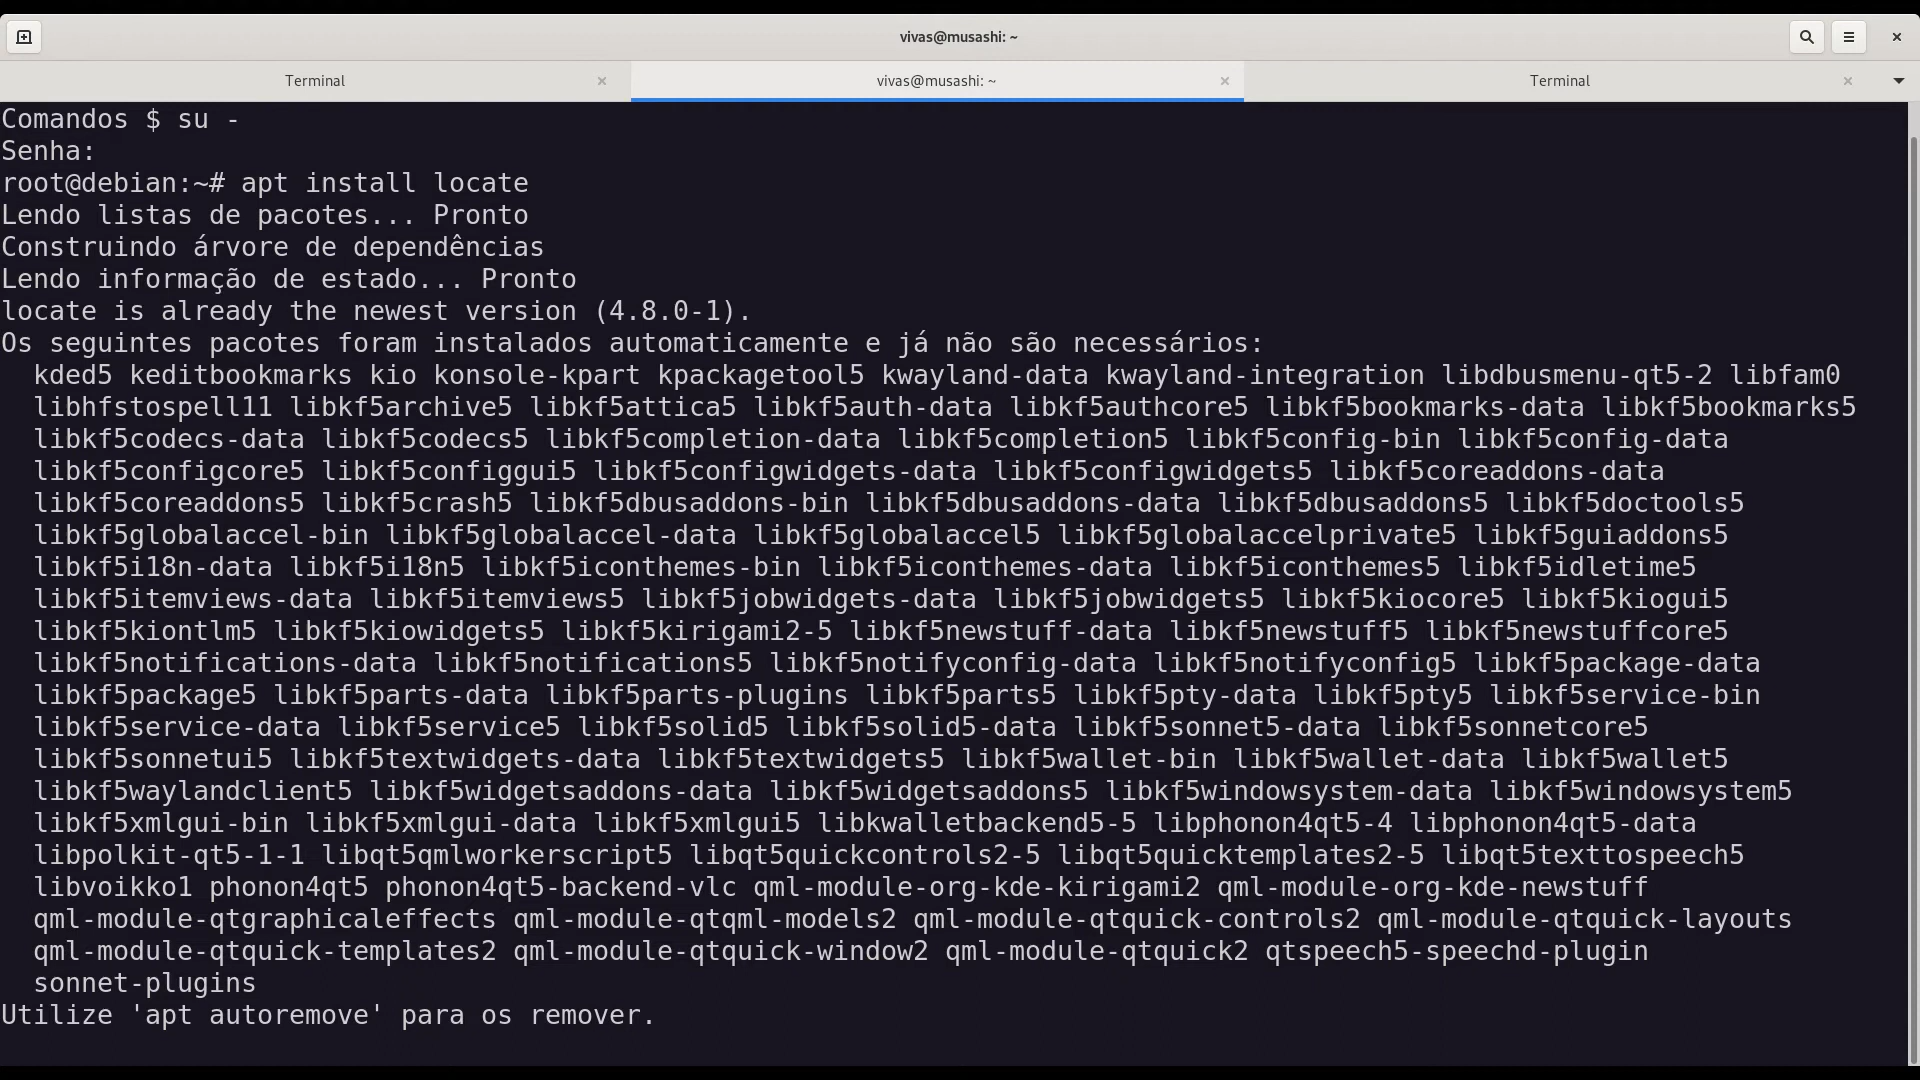 vivas@musashi: ~
Terminal
vivas@musashi: ~
Terminal
Comandos $ su -
Senha:
root@debian:~# apt install locate
Lendo listas de pacotes... Pronto
Construindo árvore de dependências
Lendo informação de estado... Pronto
locate is already the newest version (4.8.0-1).
Os seguintes pacotes foram instalados automaticamente e já não são necessários:
  kded5 keditbookmarks kio konsole-kpart kpackagetool5 kwayland-data kwayland-integration libdbusmenu-qt5-2 libfam0
  libhfstospell11 libkf5archive5 libkf5attica5 libkf5auth-data libkf5authcore5 libkf5bookmarks-data libkf5bookmarks5
  libkf5codecs-data libkf5codecs5 libkf5completion-data libkf5completion5 libkf5config-bin libkf5config-data
  libkf5configcore5 libkf5configgui5 libkf5configwidgets-data libkf5configwidgets5 libkf5coreaddons-data
  libkf5coreaddons5 libkf5crash5 libkf5dbusaddons-bin libkf5dbusaddons-data libkf5dbusaddons5 libkf5doctools5
  libkf5globalaccel-bin libkf5globalaccel-data libkf5globalaccel5 libkf5globalaccelprivate5 libkf5guiaddons5
  libkf5i18n-data libkf5i18n5 libkf5iconthemes-bin libkf5iconthemes-data libkf5iconthemes5 libkf5idletime5
  libkf5itemviews-data libkf5itemviews5 libkf5jobwidgets-data libkf5jobwidgets5 libkf5kiocore5 libkf5kiogui5
  libkf5kiontlm5 libkf5kiowidgets5 libkf5kirigami2-5 libkf5newstuff-data libkf5newstuff5 libkf5newstuffcore5
  libkf5notifications-data libkf5notifications5 libkf5notifyconfig-data libkf5notifyconfig5 libkf5package-data
  libkf5package5 libkf5parts-data libkf5parts-plugins libkf5parts5 libkf5pty-data libkf5pty5 libkf5service-bin
  libkf5service-data libkf5service5 libkf5solid5 libkf5solid5-data libkf5sonnet5-data libkf5sonnetcore5
  libkf5sonnetui5 libkf5textwidgets-data libkf5textwidgets5 libkf5wallet-bin libkf5wallet-data libkf5wallet5
  libkf5waylandclient5 libkf5widgetsaddons-data libkf5widgetsaddons5 libkf5windowsystem-data libkf5windowsystem5
  libkf5xmlgui-bin libkf5xmlgui-data libkf5xmlgui5 libkwalletbackend5-5 libphonon4qt5-4 libphonon4qt5-data
  libpolkit-qt5-1-1 libqt5qmlworkerscript5 libqt5quickcontrols2-5 libqt5quicktemplates2-5 libqt5texttospeech5
  libvoikko1 phonon4qt5 phonon4qt5-backend-vlc qml-module-org-kde-kirigami2 qml-module-org-kde-newstuff
  qml-module-qtgraphicaleffects qml-module-qtqml-models2 qml-module-qtquick-controls2 qml-module-qtquick-layouts
  qml-module-qtquick-templates2 qml-module-qtquick-window2 qml-module-qtquick2 qtspeech5-speechd-plugin
  sonnet-plugins
Utilize 'apt autoremove' para os remover.